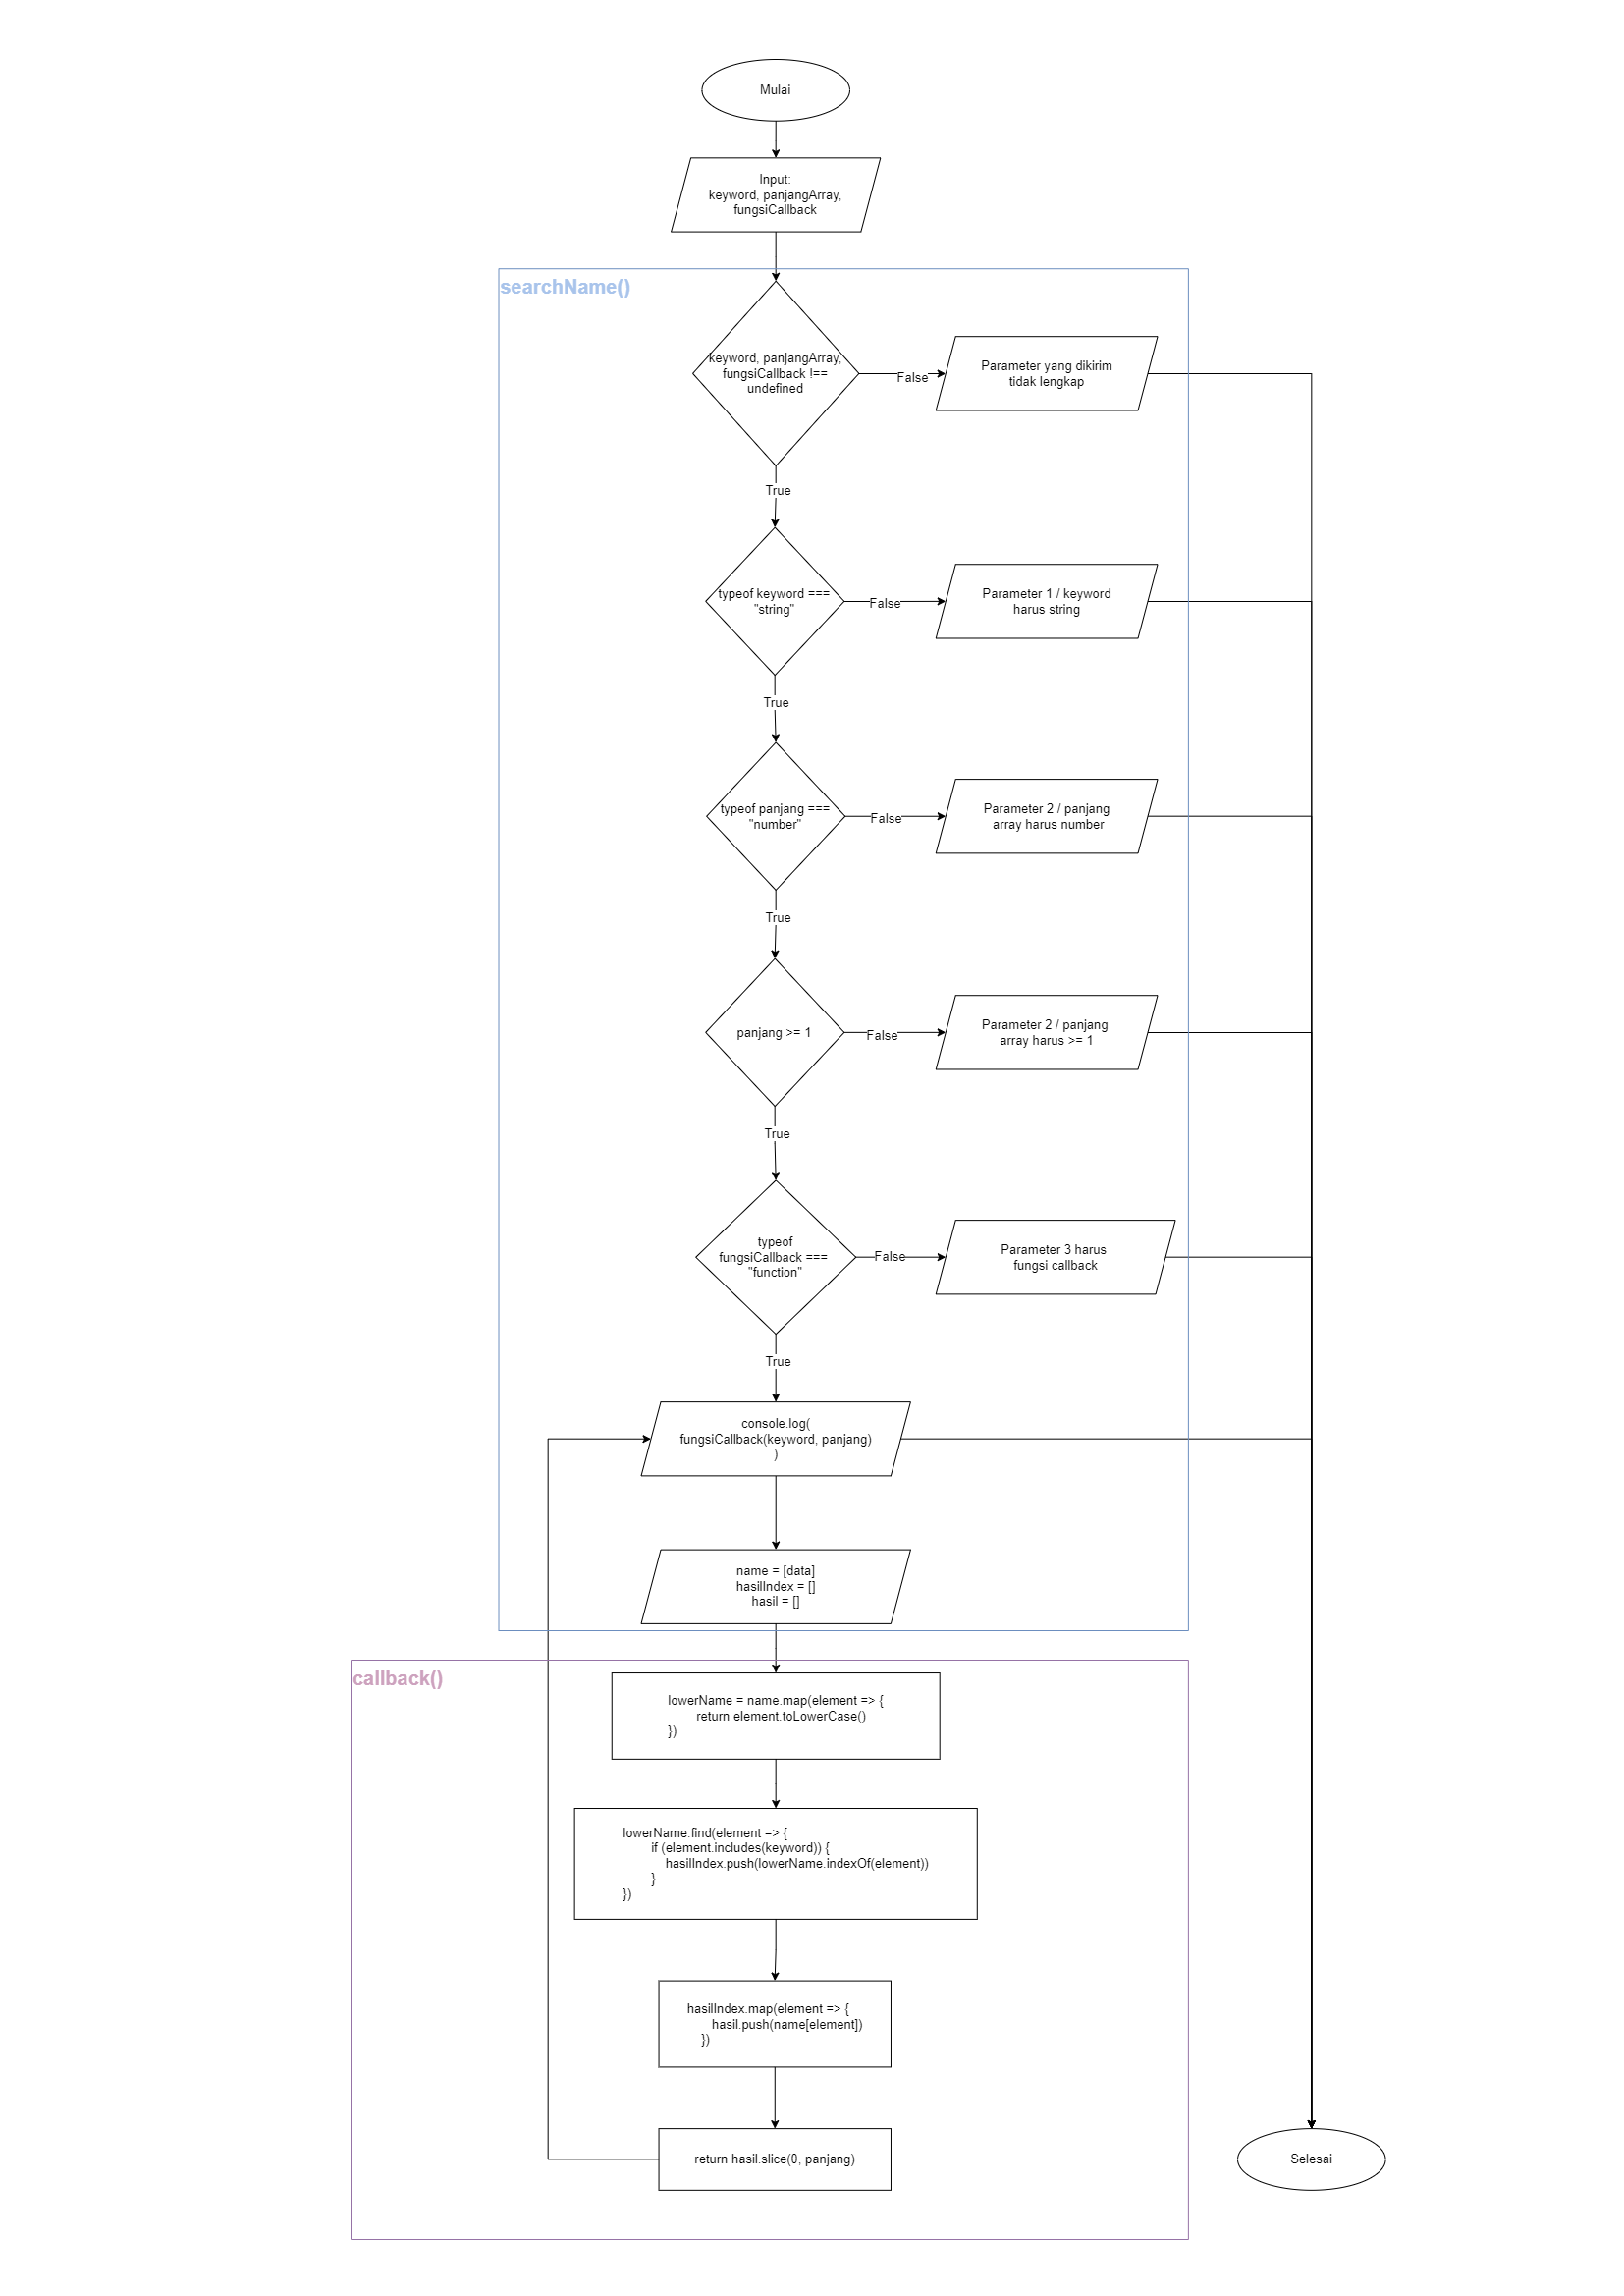 Mulai
Input:
keyword, panjangArray,
fungsiCallback
searchName()
keyword, panjangArray,
fungsiCallback !==
undefined
False
Parameter yang dikirim
tidak lengkap
True
typeof keyword ===
"string"
False
Parameter 1 / keyword
harus string
True
typeof panjang ===
"number"
False
Parameter 2 / panjang
array harus number
True
panjang >= 1
False
Parameter 2 / panjang
array harus >= 1
True
typeof
fungsiCallback ===
"function"
False
Parameter 3 harus
fungsi callback
True
console.log(
fungsiCallback(keyword, panjang)
)
name = [data]
hasilIndex = []
hasil = []
callback()
lowerName = name.map(element => {
return element.toLowerCase()
})
lowerName.find(element => {
if (element.includes(keyword)) {
hasilIndex.push(lowerName.indexOf(element))
}
})
hasilIndex.map(element => {
hasil.push(name[element])
})
return hasil.slice(0, panjang)
Selesai